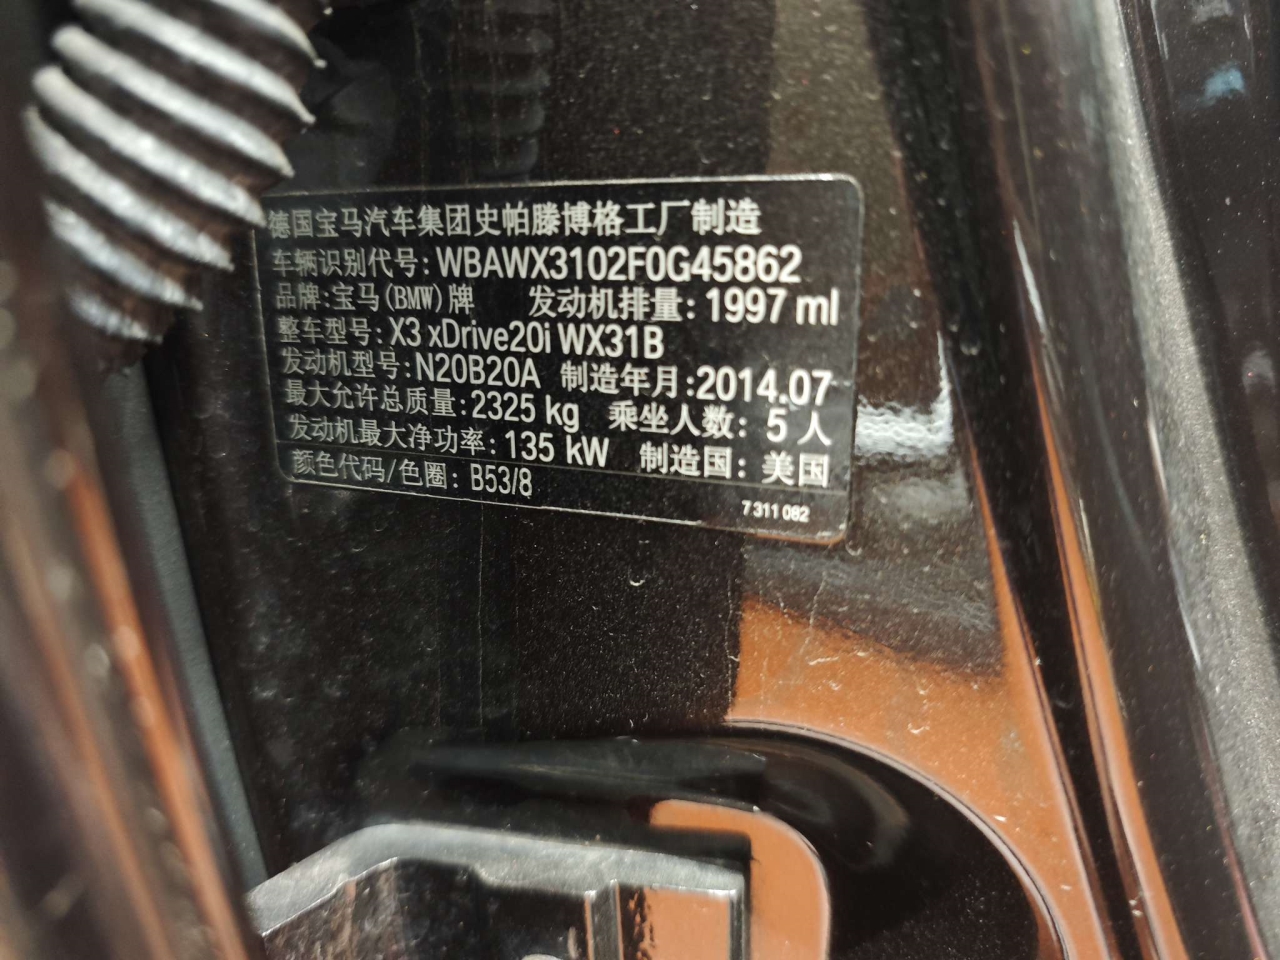 德国宝马汽车集团史帕滕博格工厂制造
车辆识别代号: WBAWX3102F0G45862
品牌: 宝马(BMW)牌 发动机排量: 1997 ml
整车型号: X3 xDrive20i WX31B
发动机型号: N20B20A 制造年月: 2014.07
最大允许总质量: 2325 kg 乘坐人数: 5 人
发动机最大净功率: 135 kW 制造国: 美国
颜色代码/色圈: B53/8
7 311 082